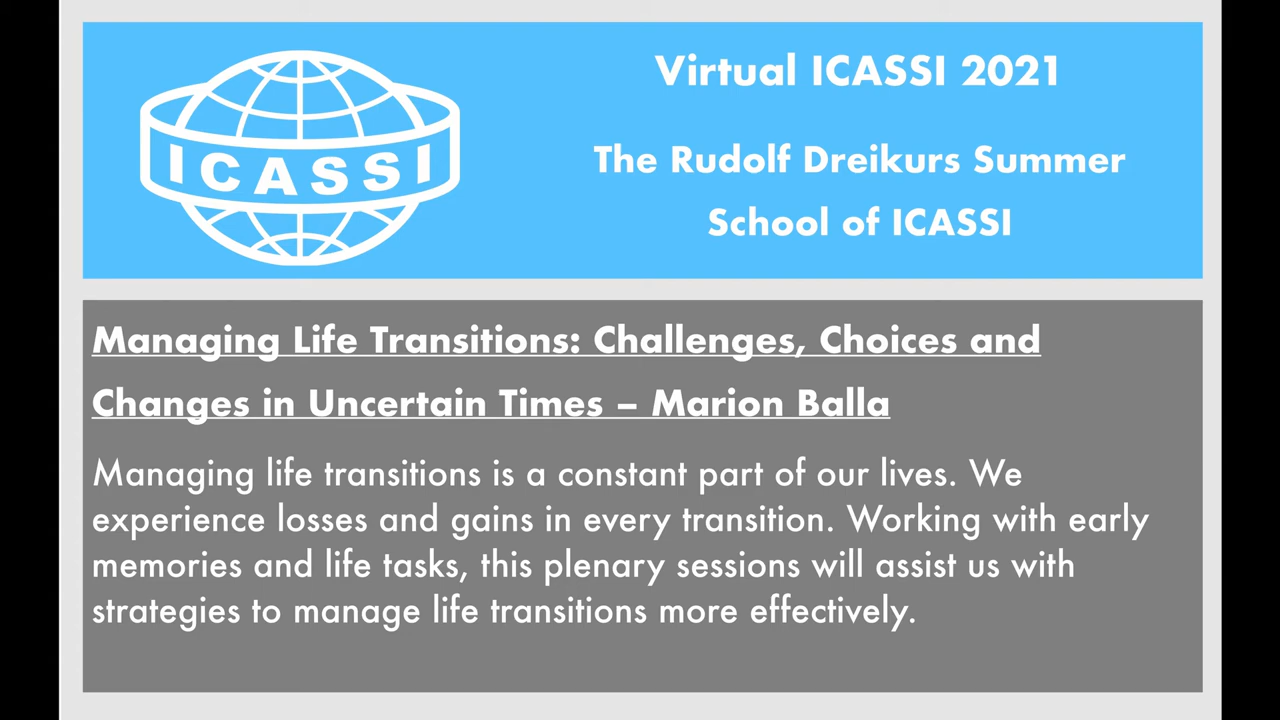 ICASSI
Virtual ICASSI 2021
The Rudolf Dreikurs Summer
School of ICASSI
Managing Life Transitions: Challenges, Choices and
Changes in Uncertain Times – Marion Balla
Managing life transitions is a constant part of our lives. We
experience losses and gains in every transition. Working with early
memories and life tasks, this plenary sessions will assist us with
strategies to manage life transitions more effectively.